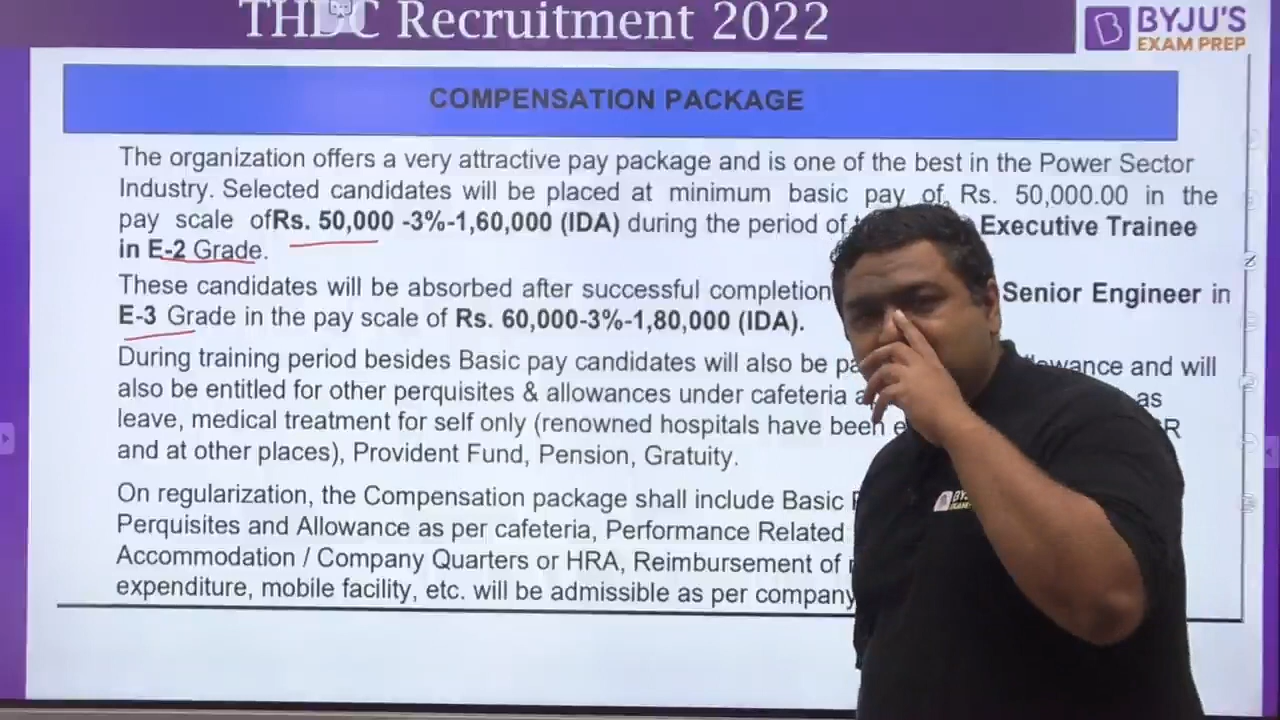 THDC Recruitment 2022
BYJU'S
EXAM PREP
COMPENSATION PACKAGE
The organization offers a very attractive pay package and is one of the best in the Power Sector
Industry. Selected candidates will be placed at minimum basic pay of Rs. 50,000.00 in the
pay scale ofRs. 50,000 -3%-1,60,000 (IDA) during the period of Executive Trainee
in E-2 Grade.
These candidates will be absorbed after successful completion Senior Engineer in
E-3 Grade in the pay scale of Rs. 60,000-3%-1,80,000 (IDA).
During training period besides Basic pay candidates will also be and will
also be entitled for other perquisites & allowances under cafeteria as
leave, medical treatment for self only (renowned hospitals have been
and at other places), Provident Fund, Pension, Gratuity.
On regularization, the Compensation package shall include Basic
Perquisites and Allowance as per cafeteria, Performance Related
Accommodation / Company Quarters or HRA, Reimbursement of
expenditure, mobile facility, etc. will be admissible as per company